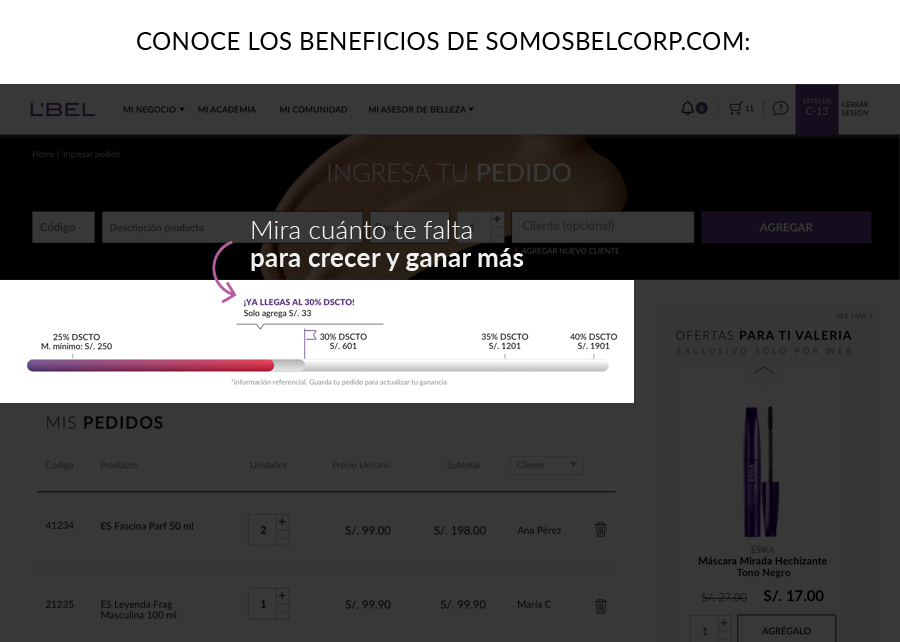 CONOCE LOS BENEFICIOS DE SOMOSBELCORP.COM:
L'BEL
MI NEGOCIO
MI ACADEMIA
MI COMUNIDAD
MI ASESOR DE BELLEZA
8
11
?
ESTÁS EN
C-13
CERRAR
SESIÓN
Home | Ingresar pedido
INGRESA TU PEDIDO
Código
Descripción producto
+
-
Cliente (opcional)
AGREGAR
AGREGAR NUEVO CLIENTE
Mira cuánto te falta
para crecer y ganar más
¡YA LLEGAS AL 30% DSCTO!
Solo agrega S/. 33
25% DSCTO
M. mínimo: S/. 250
30% DSCTO
S/. 601
35% DSCTO
S/. 1201
40% DSCTO
S/. 1901
*información referencial. Guarda tu pedido para actualizar tu ganancia
VER MÁS >
OFERTAS PARA TI VALERIA
EXCLUSIVO SÓLO POR WEB
MIS PEDIDOS
Código
Producto
Unidades
Precio Unitario
Subtotal
Cliente
41234
ES Fascina Parf 50 ml
2
+
-
S/. 99.00
S/. 198.00
Ana Pérez
21235
ES Leyenda Frag
Masculina 100 ml
1
+
-
S/. 99.90
S/. 99.90
María C
ÉSIKA
Máscara Mirada Hechizante
Tono Negro
S/. 27.00
S/. 17.00
1
+
-
AGRÉGALO